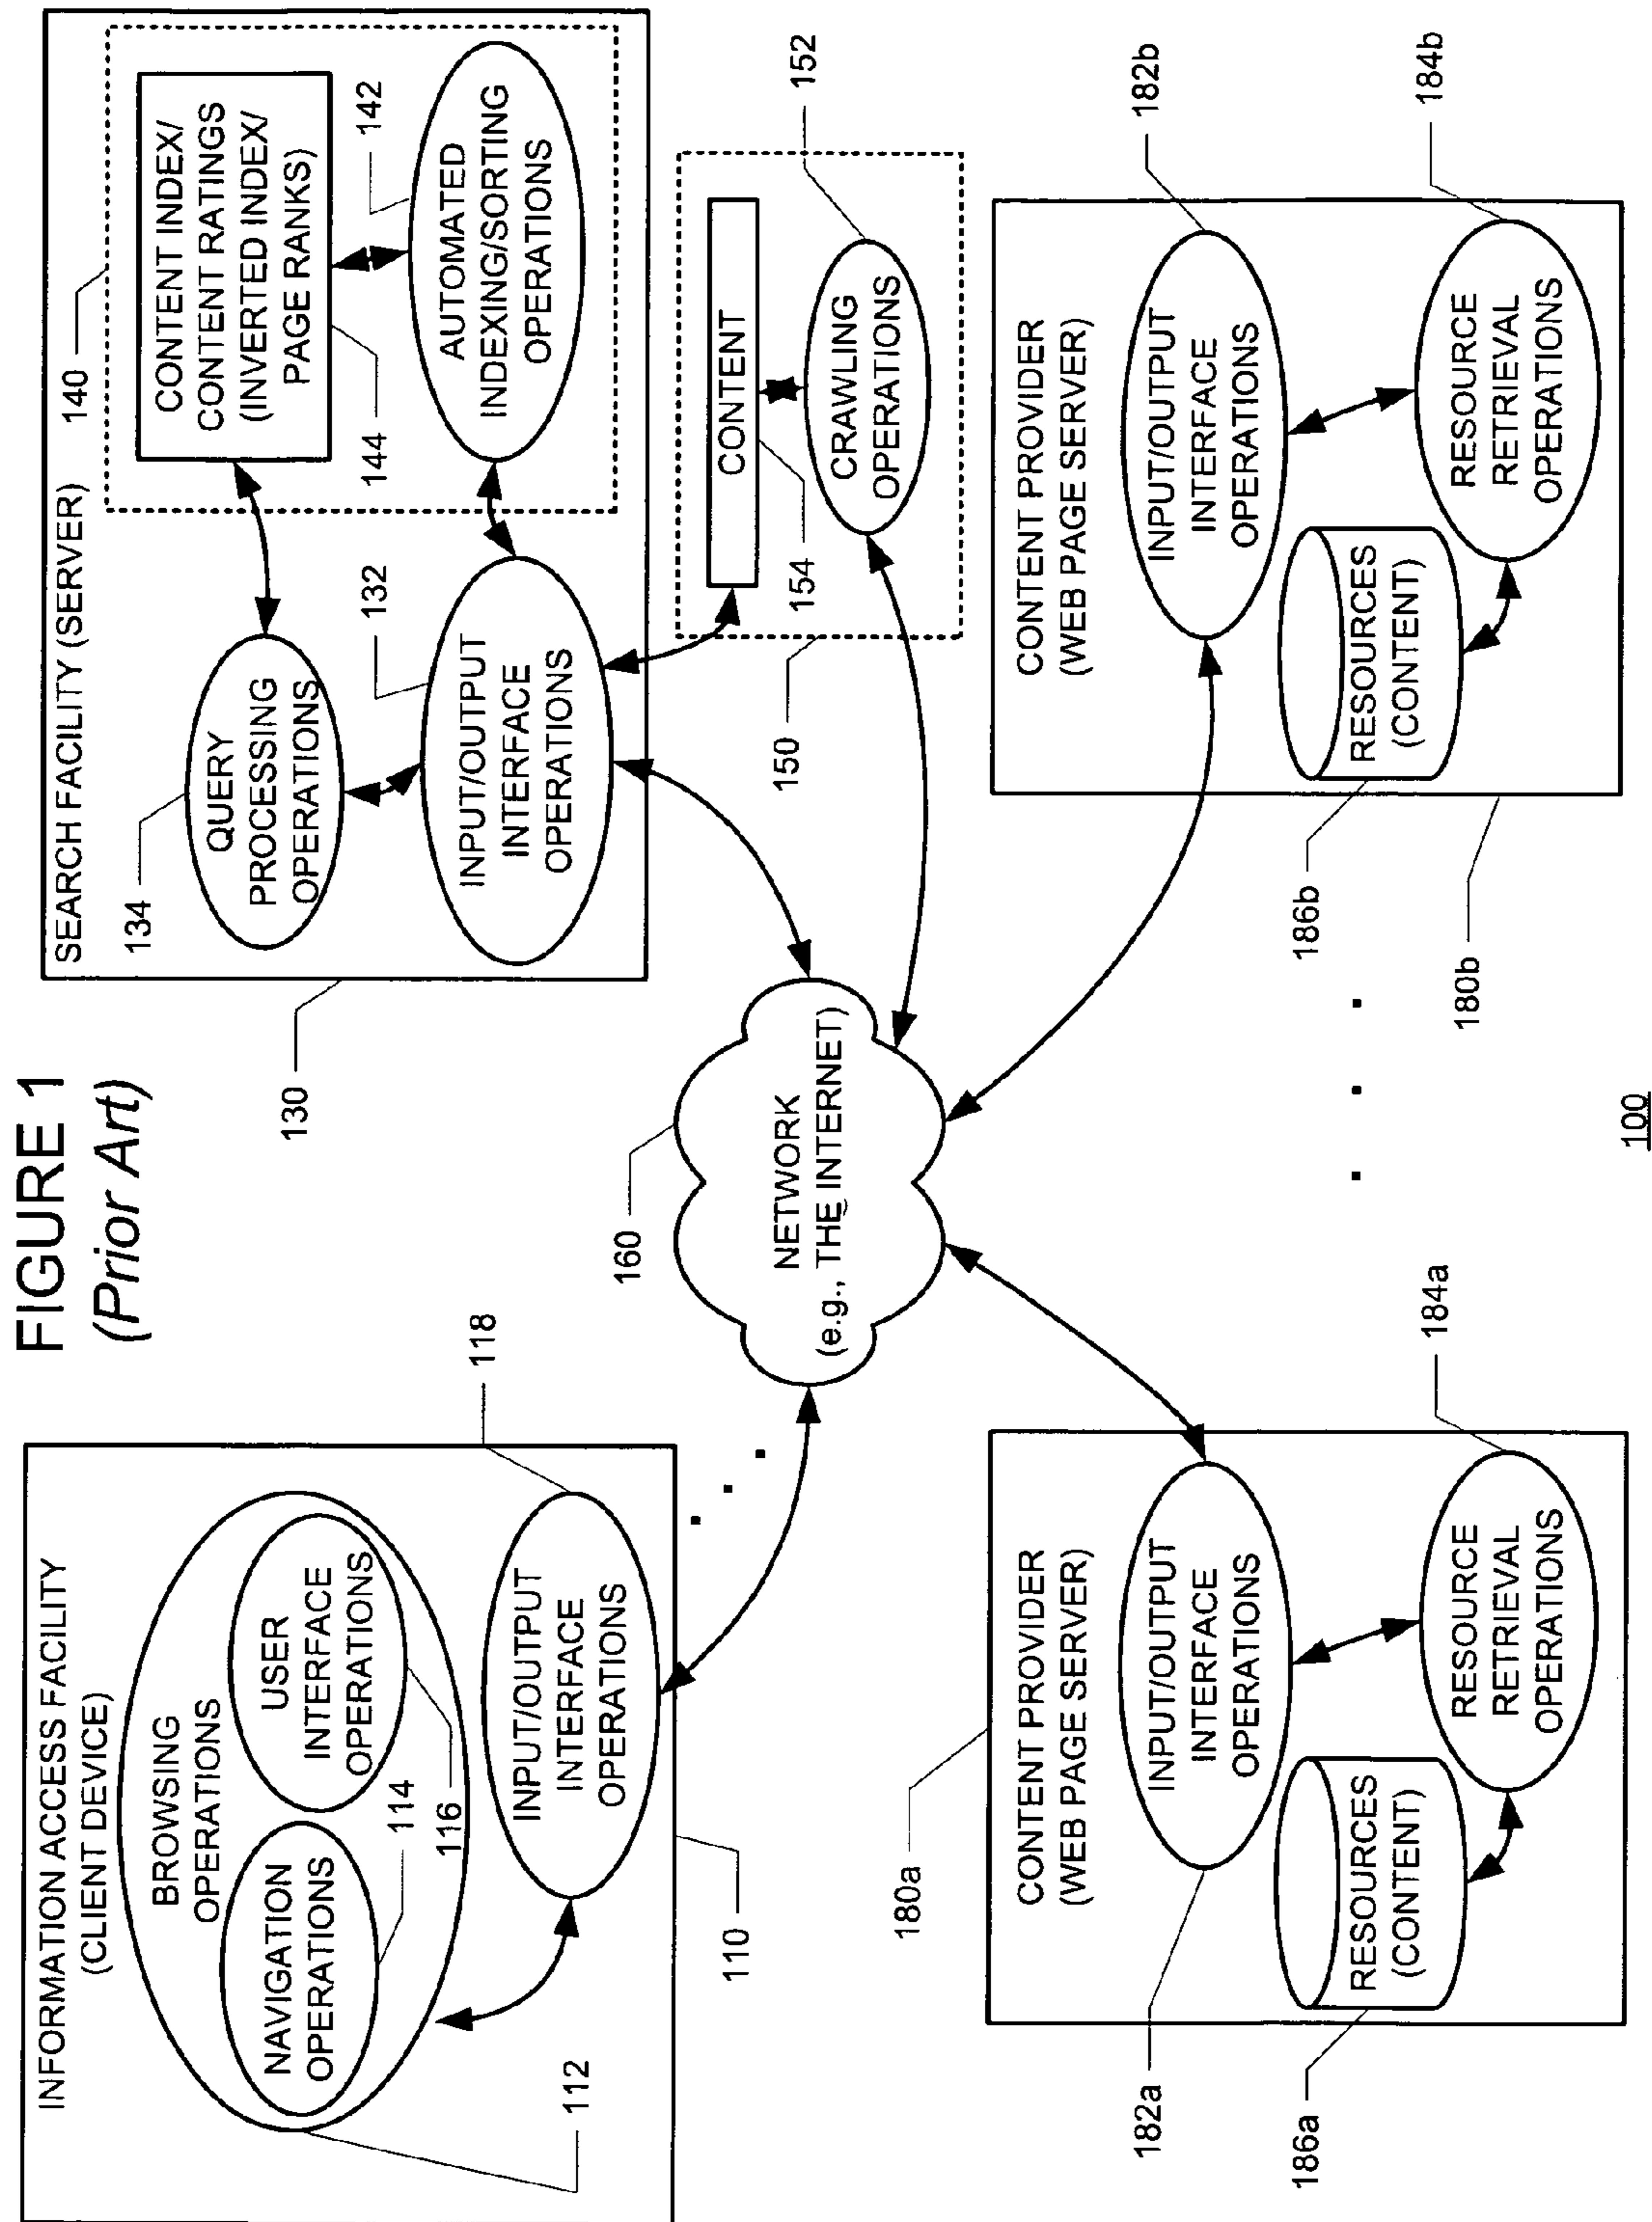 FIGURE 1
(Prior Art)
INFORMATION ACCESS FACILITY
(CLIENT DEVICE)
BROWSING
OPERATIONS
NAVIGATION
OPERATIONS
USER
INTERFACE
OPERATIONS
114
116
112
INPUT/OUTPUT
INTERFACE
OPERATIONS
118
110
SEARCH FACILITY (SERVER)
140
134
QUERY
PROCESSING
OPERATIONS
CONTENT INDEX/
CONTENT RATINGS
(INVERTED INDEX/
PAGE RANKS)
144
142
132
INPUT/OUTPUT
INTERFACE
OPERATIONS
AUTOMATED
INDEXING/SORTING
OPERATIONS
130
CONTENT
154
152
CRAWLING
OPERATIONS
150
160
NETWORK
(e.g., THE INTERNET)
180a
CONTENT PROVIDER
(WEB PAGE SERVER)
INPUT/OUTPUT
INTERFACE
OPERATIONS
182a
RESOURCES
(CONTENT)
186a
RESOURCE
RETRIEVAL
OPERATIONS
184a
CONTENT PROVIDER
(WEB PAGE SERVER)
182b
INPUT/OUTPUT
INTERFACE
OPERATIONS
RESOURCES
(CONTENT)
186b
RESOURCE
RETRIEVAL
OPERATIONS
184b
180b
100